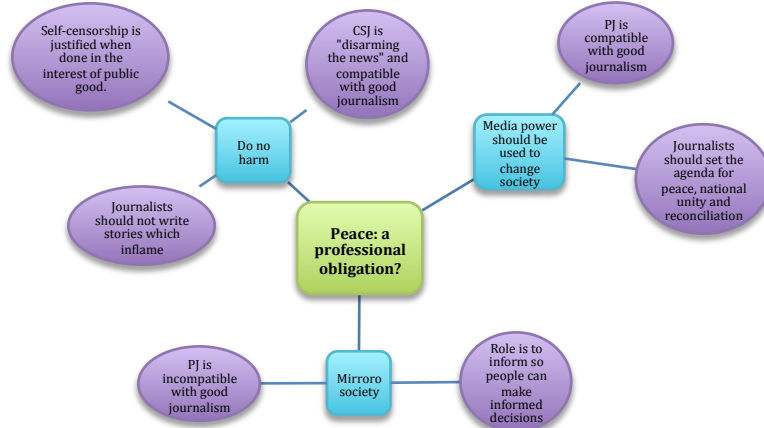 Self-censorship is
justified when
done in the
interest of public
good.
CSJ is
"disarming
the news" and
compatible
with good
journalism
PJ is
compatible
with good
journalism
Do no
harm
Media power
should be
used to
change
society
Journalists
should set the
agenda for
peace, national
unity and
reconciliation
Journalists
should not write
stories which
inflame
Peace: a
professional
obligation?
PJ is
incompatible
with good
journalism
Mirroro
society
Role is to
inform so
people can
make
informed
decisions